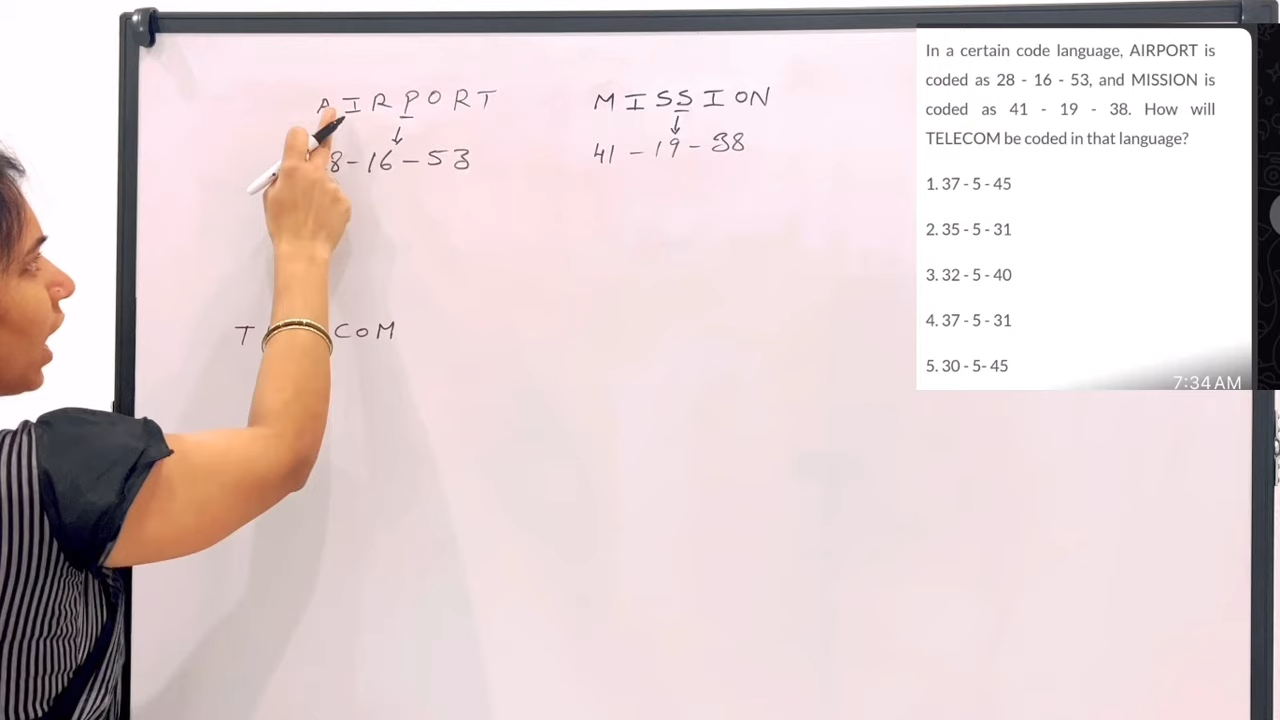 AIRPORT
8-16-53
MISSION
41-19-38
T COM
In a certain code language, AIRPORT is
coded as 28 - 16 - 53, and MISSION is
coded as 41 - 19 - 38. How will
TELECOM be coded in that language?
1. 37 - 5 - 45
2. 35 - 5 - 31
3. 32 - 5 - 40
4. 37 - 5 - 31
5. 30 - 5- 45
7:34 AM